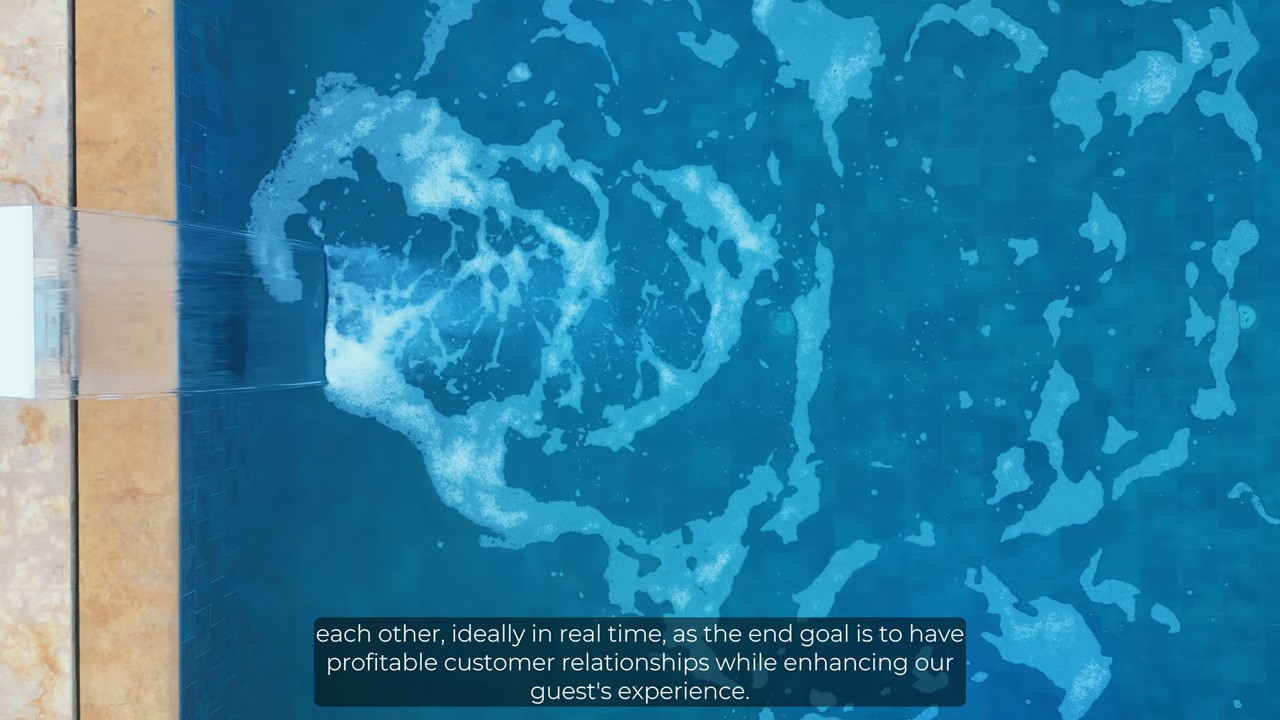 each other, ideally in real time, as the end goal is to have
profitable customer relationships while enhancing our
guest's experience.